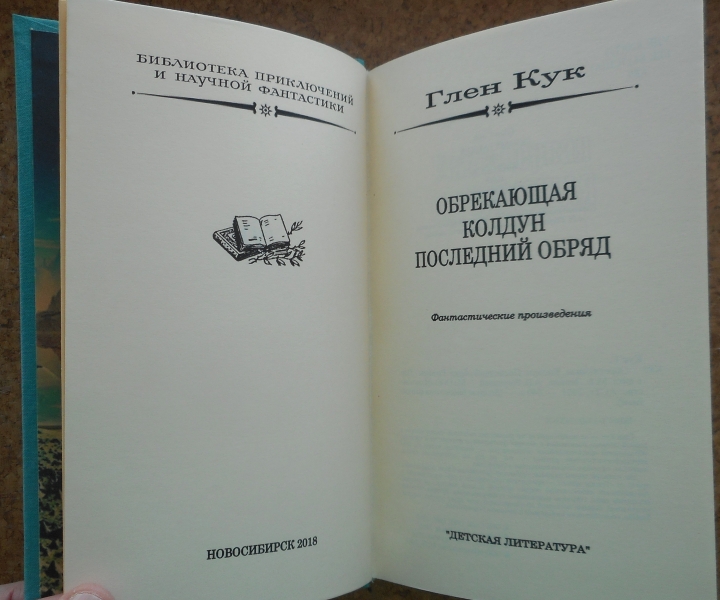 БИБЛИОТЕКА ПРИКЛЮЧЕНИЙ
И НАУЧНОЙ ФАНТАСТИКИ
НОВОСИБИРСК 2018
Глен Кук
ОБРЕКАЮЩАЯ
КОЛДУН
ПОСЛЕДНИЙ ОБРЯД
Фантастические произведения
"ДЕТСКАЯ ЛИТЕРАТУРА"